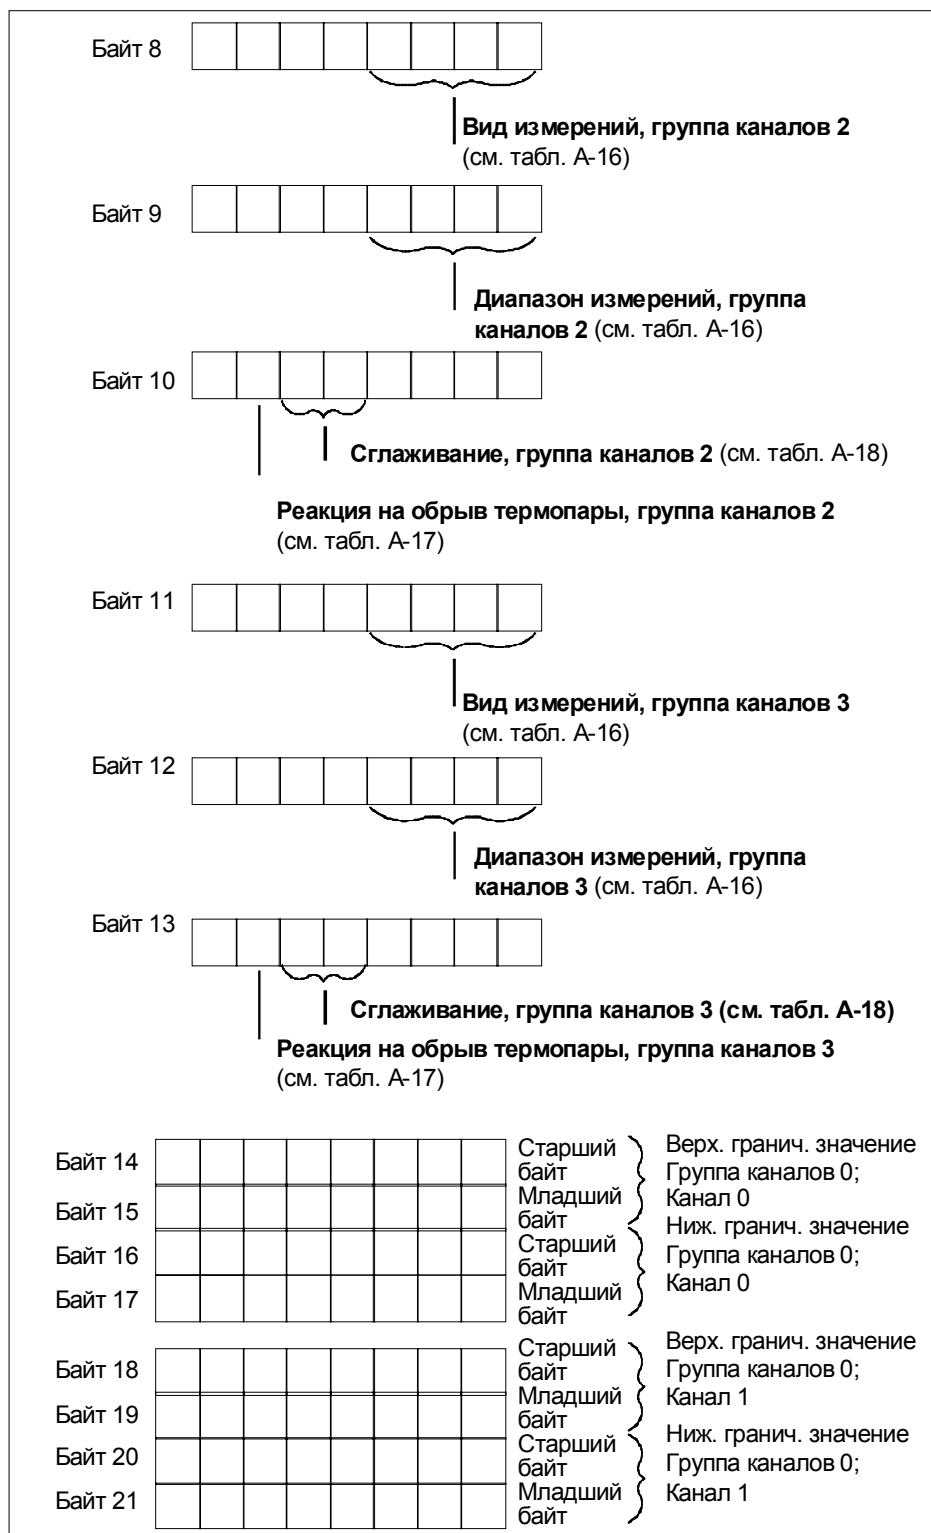 Байт 8
Вид измерений, группа каналов 2
(см. табл. A-16)
Байт 9
Диапазон измерений, группа
каналов 2 (см. табл. A-16)
Байт 10
Сглаживание, группа каналов 2 (см. табл. A-18)
Реакция на обрыв термопары, группа каналов 2
(см. табл. A-17)
Байт 11
Вид измерений, группа каналов 3
(см. табл. A-16)
Байт 12
Диапазон измерений, группа
каналов 3 (см. табл. A-16)
Байт 13
Сглаживание, группа каналов 3 (см. табл. A-18)
Реакция на обрыв термопары, группа каналов 3
(см. табл. A-17)
Байт 14
Старший
байт
Верх. гранич. значение
Группа каналов 0;
Канал 0
Байт 15
Младший
байт
Байт 16
Старший
байт
Ниж. гранич. значение
Группа каналов 0;
Канал 0
Байт 17
Младший
байт
Байт 18
Старший
байт
Верх. гранич. значение
Группа каналов 0;
Канал 1
Байт 19
Младший
байт
Байт 20
Старший
байт
Ниж. гранич. значение
Группа каналов 0;
Канал 1
Байт 21
Младший
байт